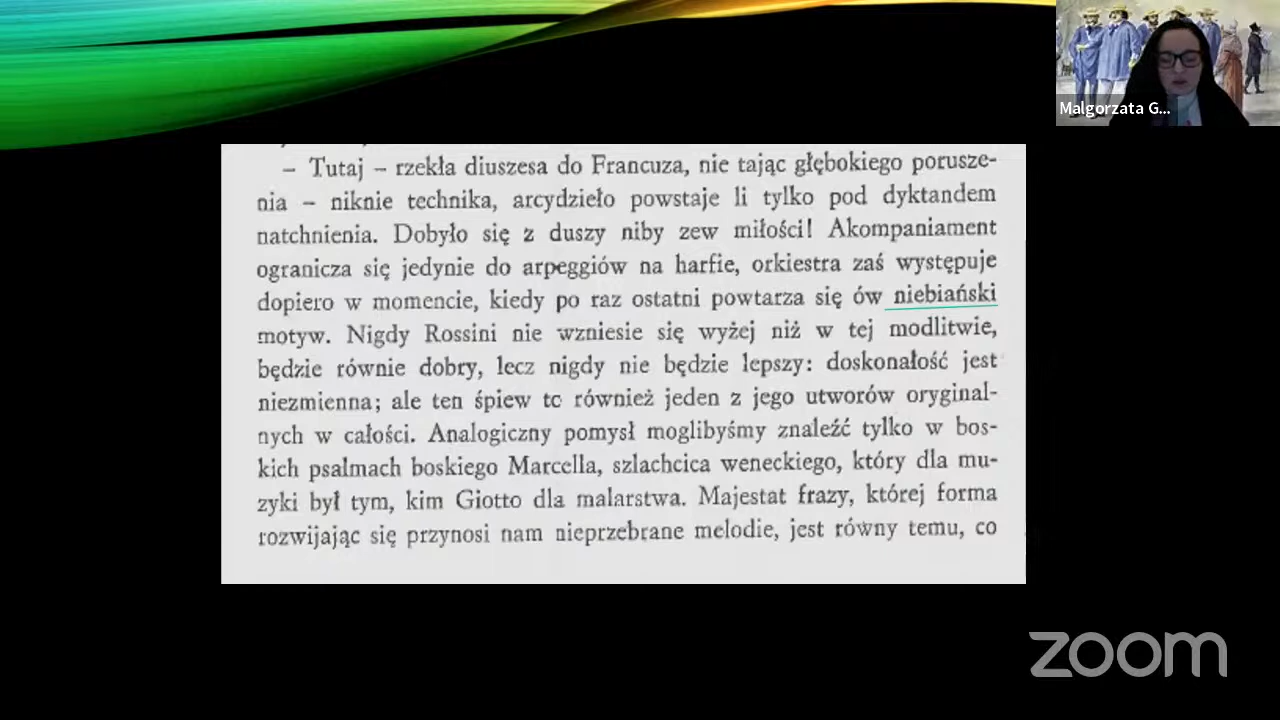 Malgorzata G...
– Tutaj – rzekła diuszesa do Francuza, nie tając głębokiego porusze-
nia – niknie technika, arcydzieło powstaje li tylko pod dyktandem
natchnienia. Dobyło się z duszy niby zew miłości! Akompaniament
ogranicza się jedynie do arpeggiów na harfie, orkiestra zaś występuje
dopiero w momencie, kiedy po raz ostatni powtarza się ów niebiański
motyw. Nigdy Rossini nie wzniesie się wyżej niż w tej modlitwie,
będzie równie dobry, lecz nigdy nie będzie lepszy: doskonałość jest
niezmienna; ale ten śpiew to również jeden z jego utworów oryginal-
nych w całości. Analogiczny pomysł moglibyśmy znaleźć tylko w bos-
kich psalmach boskiego Marcella, szlachcica weneckiego, który dla mu-
zyki był tym, kim Giotto dla malarstwa. Majestat frazy, której forma
rozwijając się przynosi nam nieprzebrane melodie, jest równy temu, co
zoom